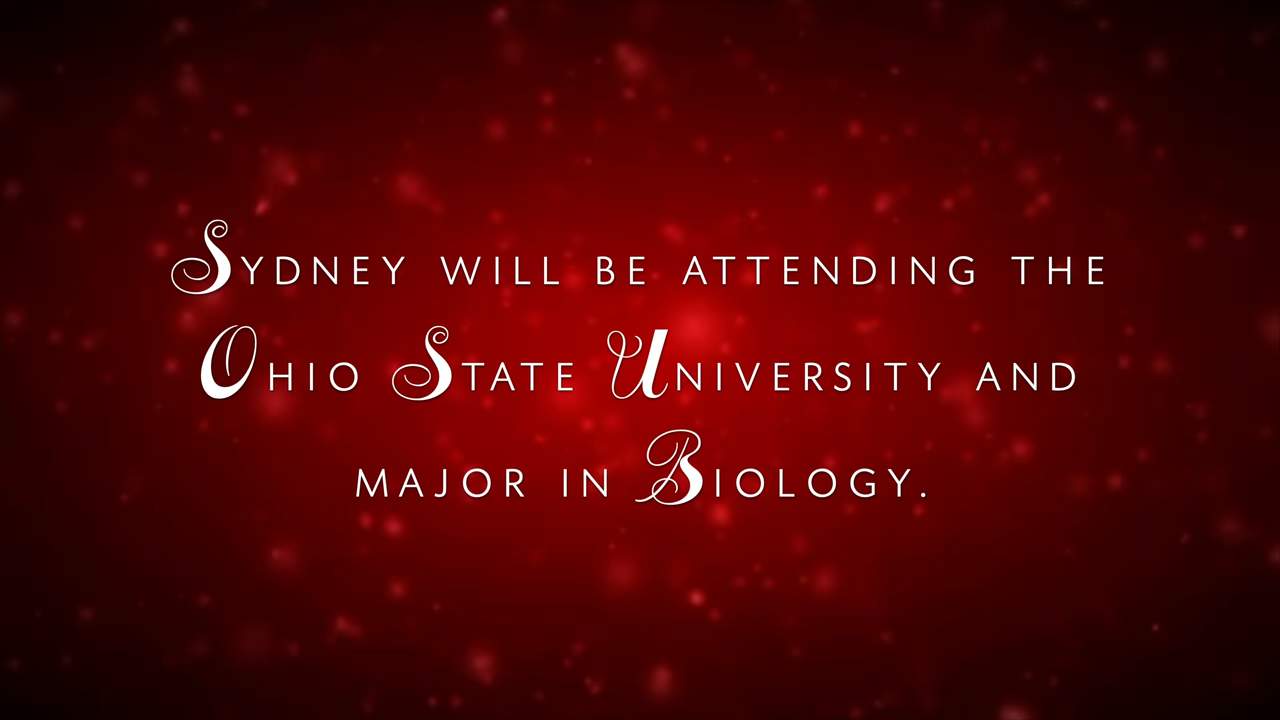 Sydney will be attending the
Ohio State University and
major in Biology.